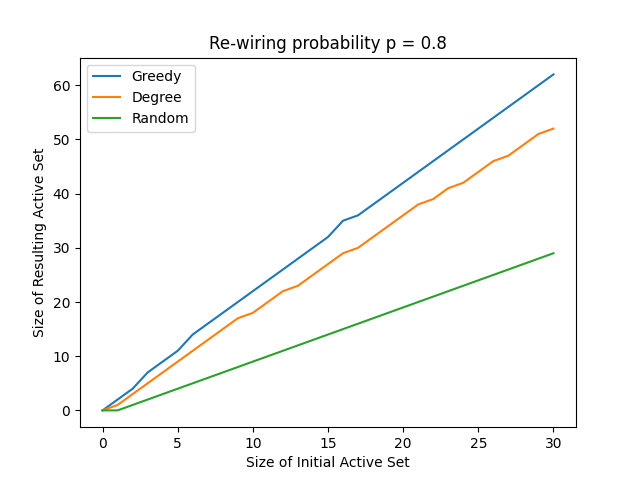 Re-wiring probability p = 0.8
Greedy
Degree
Random
Size of Resulting Active Set
60
50
40
30
20
10
0
0 5 10 15 20 25 30
Size of Initial Active Set